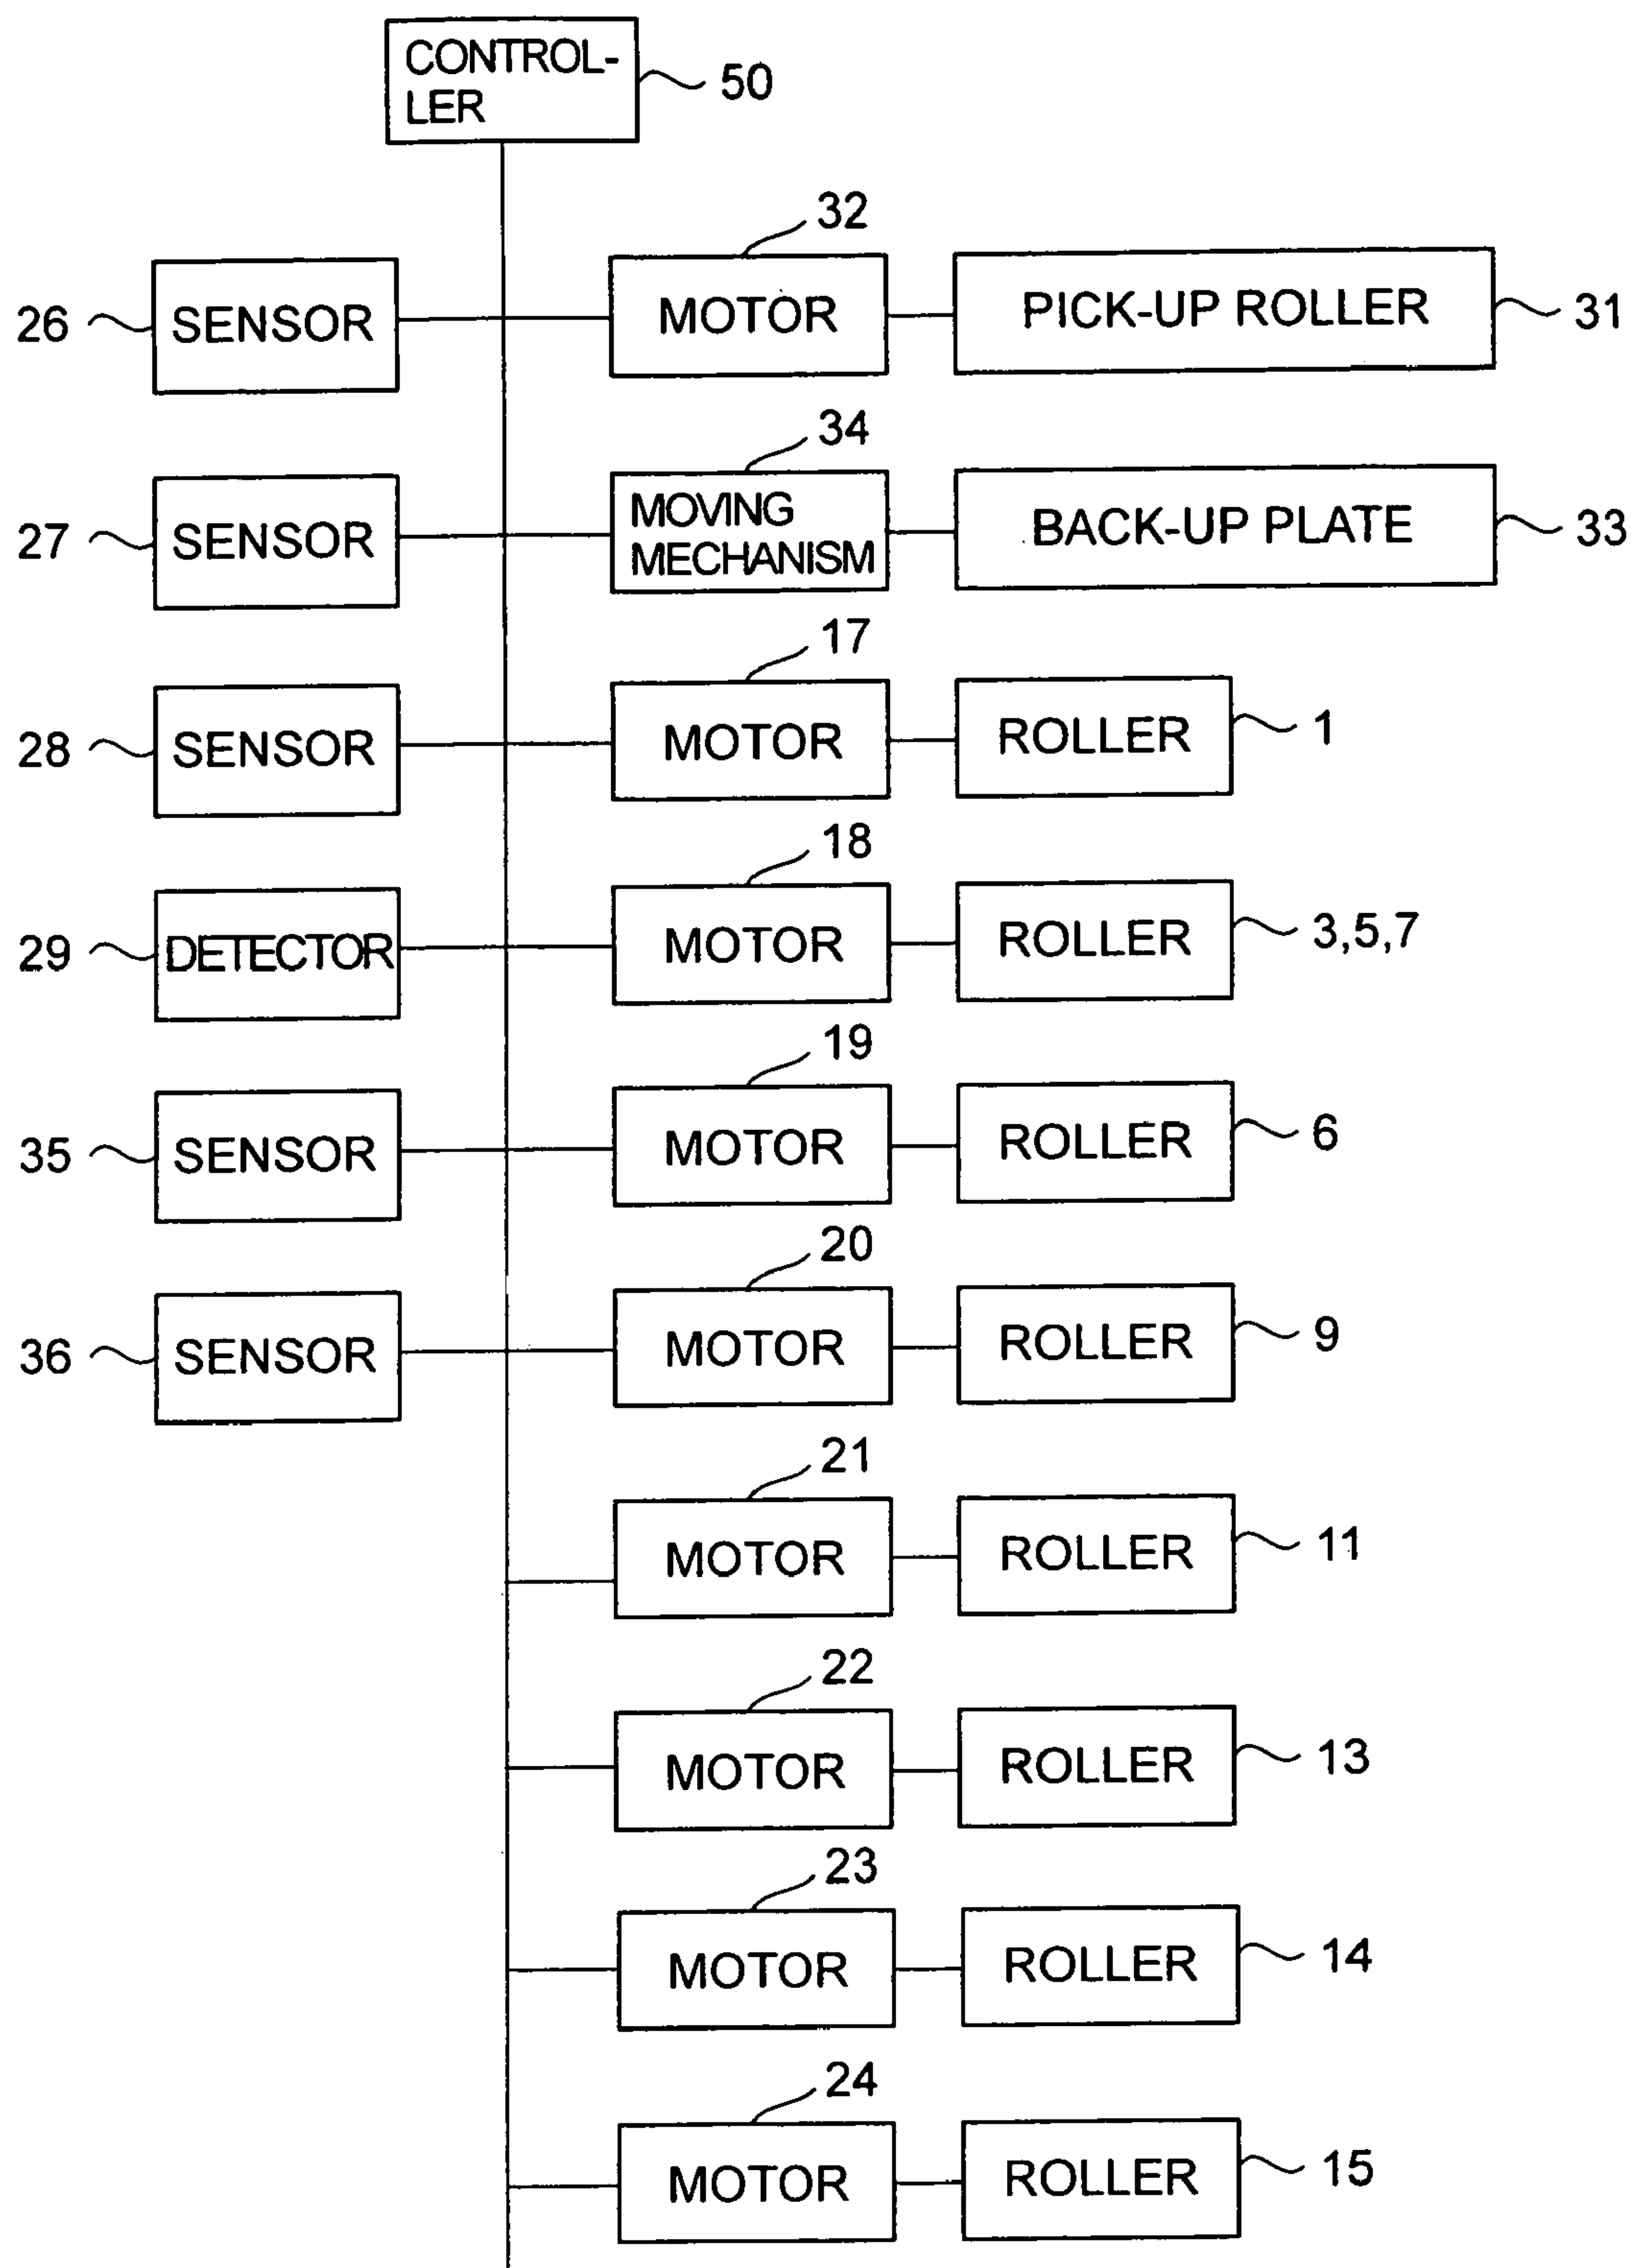 CONTROL-
LER
50
32
26
SENSOR
MOTOR
PICK-UP ROLLER
31
34
27
SENSOR
MOVING
MECHANISM
BACK-UP PLATE
33
17
28
SENSOR
MOTOR
ROLLER
1
18
29
DETECTOR
MOTOR
ROLLER
3,5,7
19
35
SENSOR
MOTOR
ROLLER
6
20
36
SENSOR
MOTOR
ROLLER
9
21
MOTOR
ROLLER
11
22
MOTOR
ROLLER
13
23
MOTOR
ROLLER
14
24
MOTOR
ROLLER
15